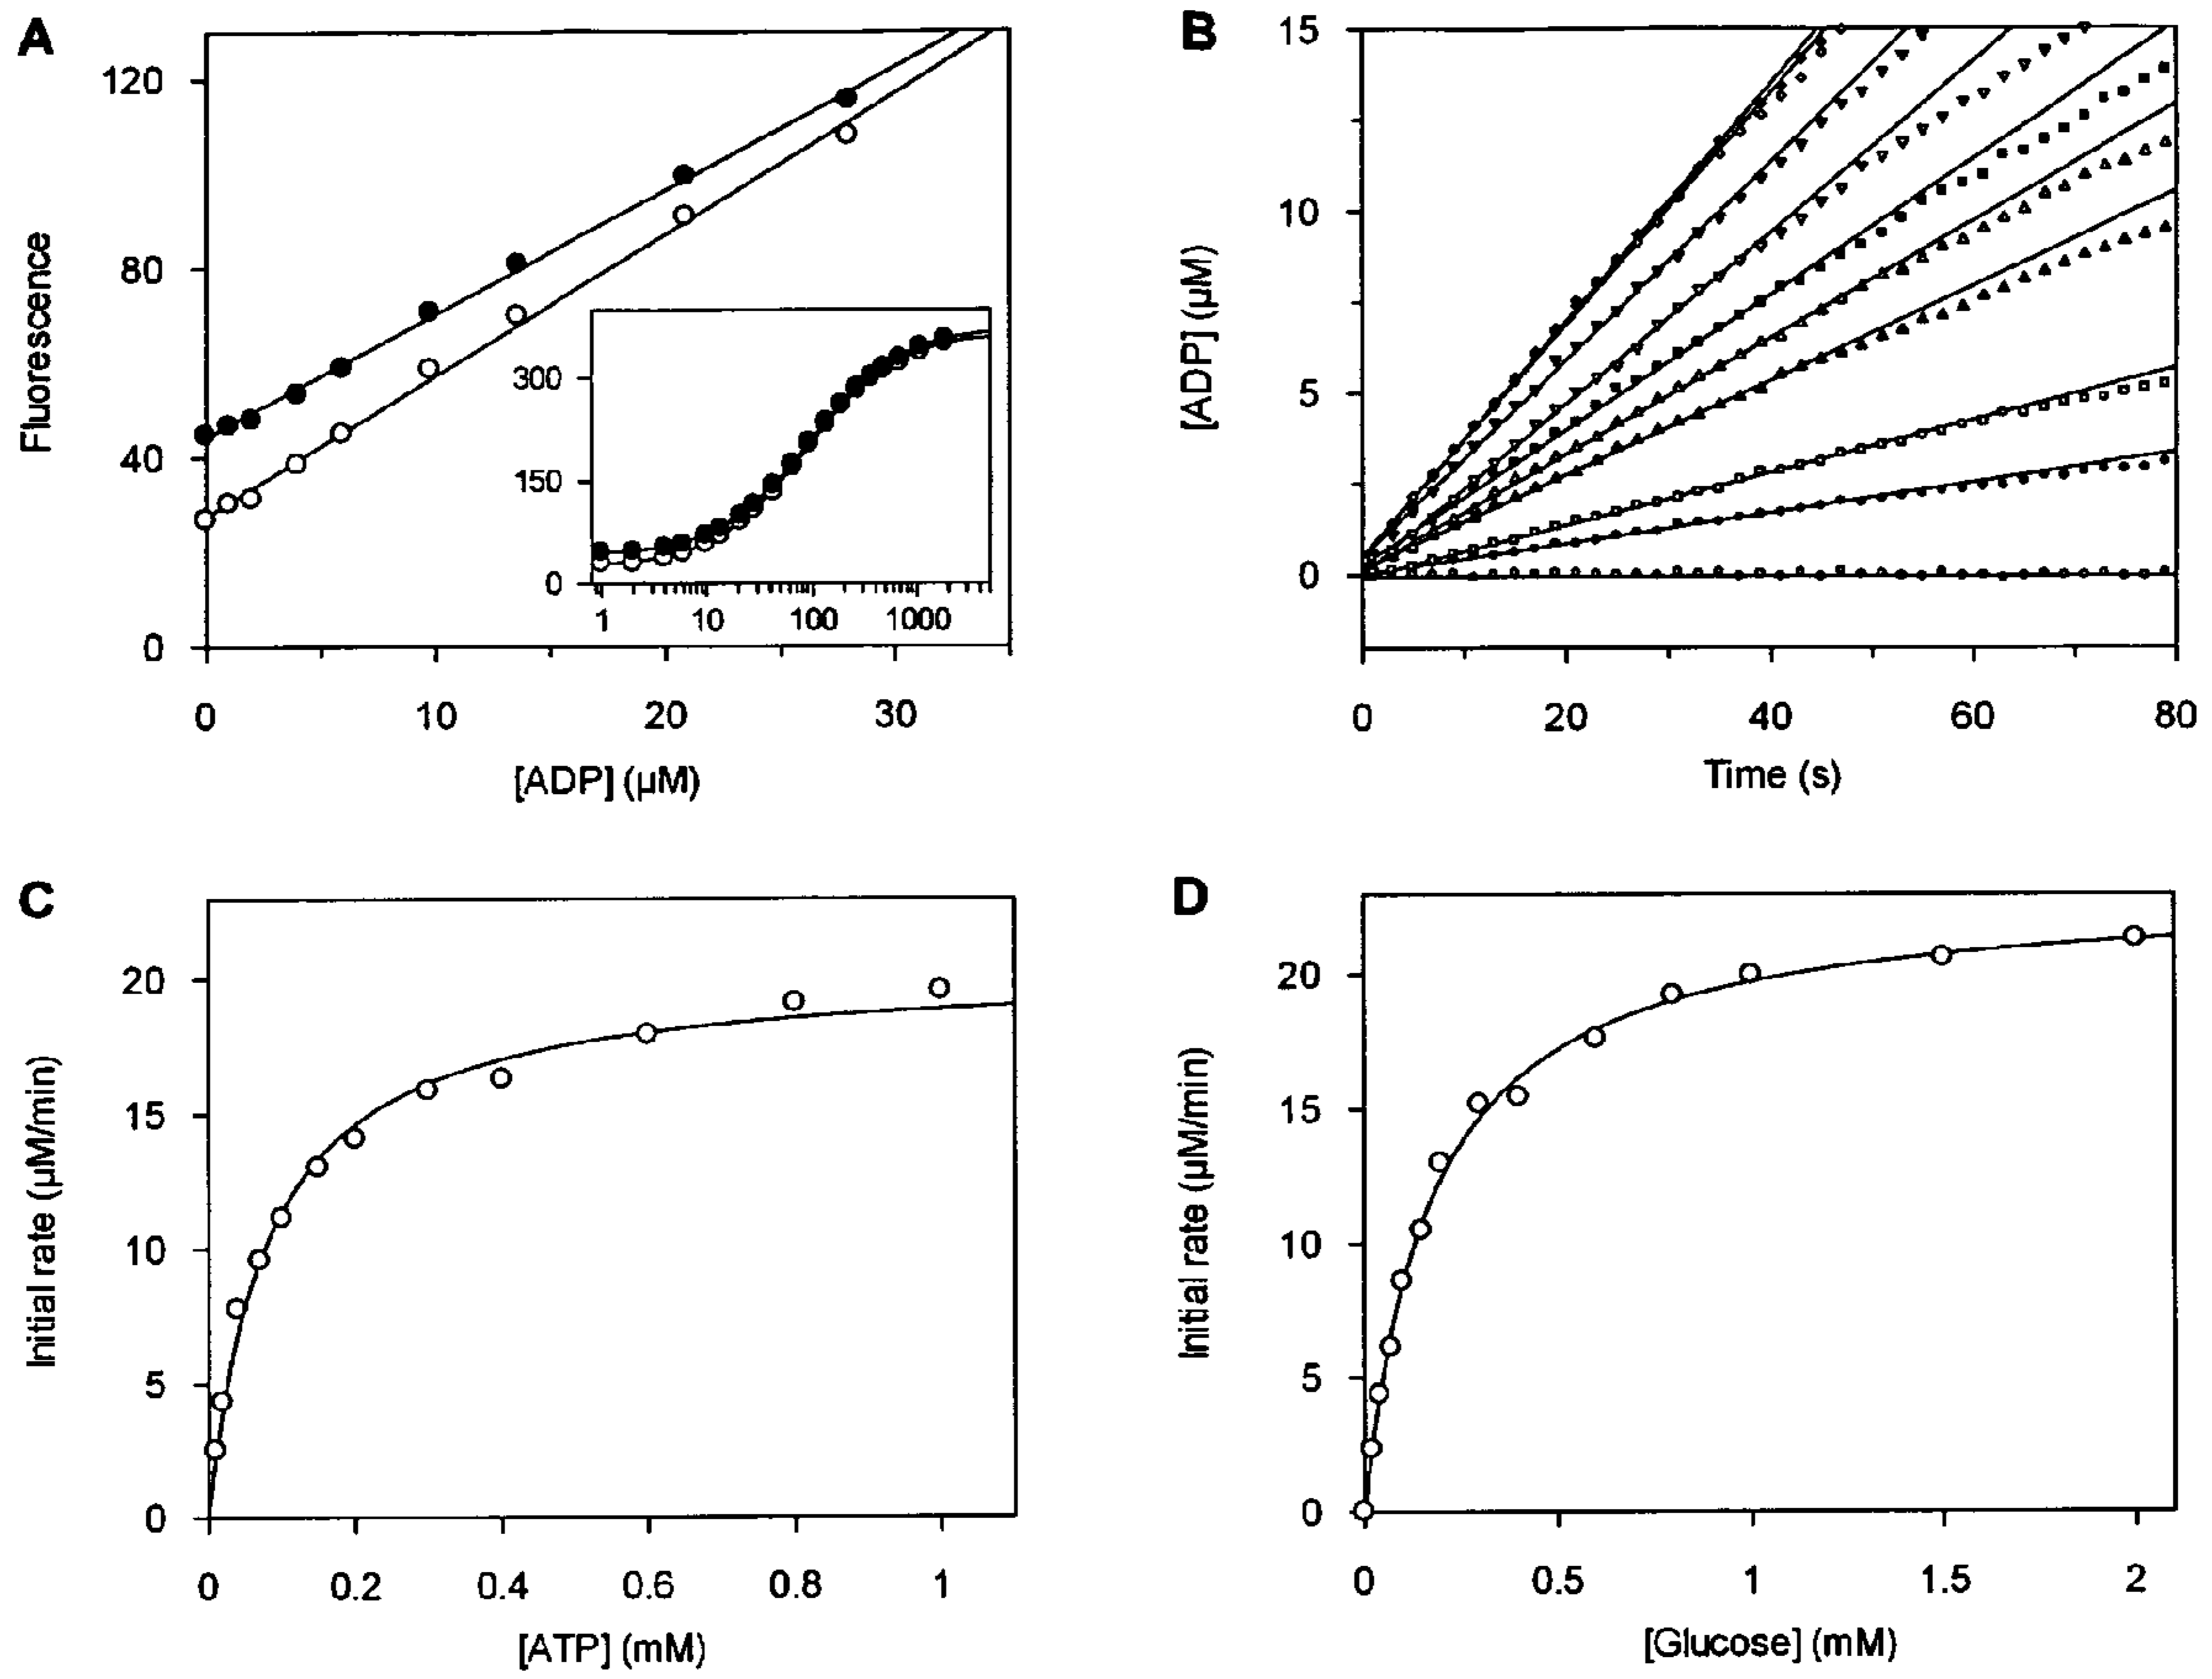 A
Fluorescence
120
80
40
0
300
150
0
1 10 100 1000
0 10 20 30
[ADP] (µM)
B
[ADP] (µM)
15
10
5
0
0 20 40 60 80
Time (s)
C
Initial rate (µM/min)
20
15
10
5
0
0 0.2 0.4 0.6 0.8 1
[ATP] (mM)
D
Initial rate (µM/min)
20
15
10
5
0
0 0.5 1 1.5 2
[Glucose] (mM)